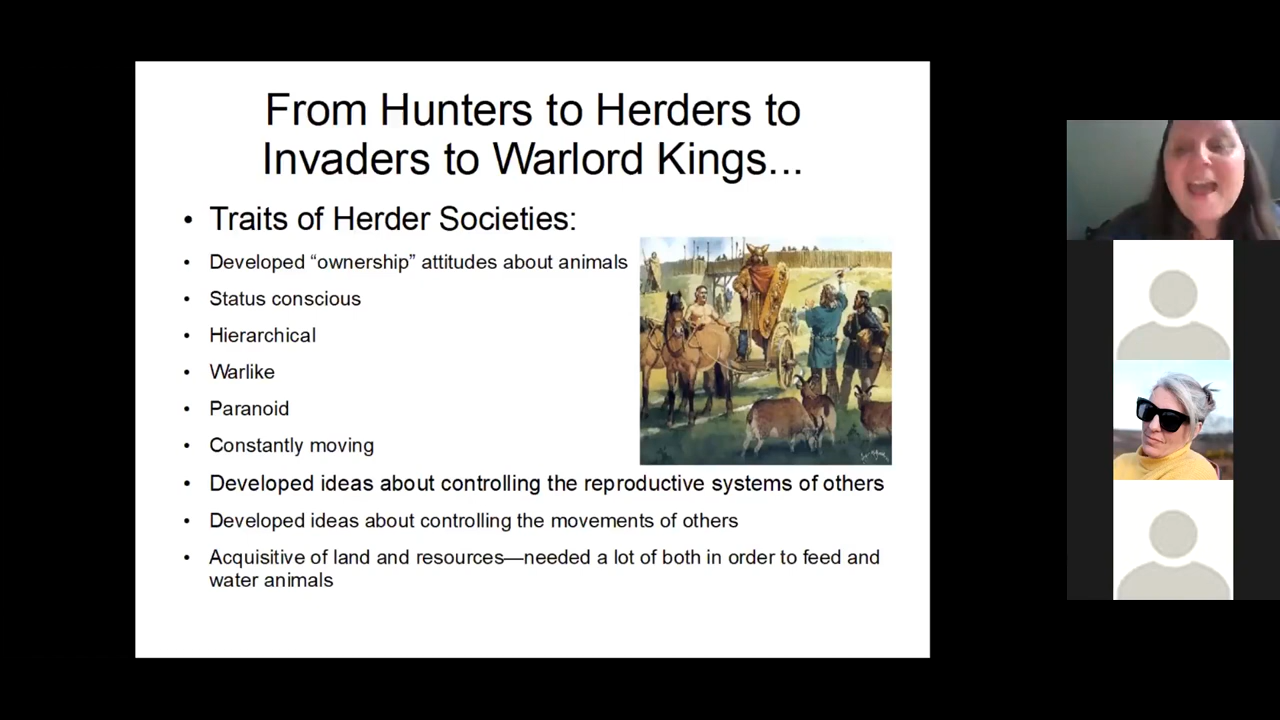 From Hunters to Herders to
Invaders to Warlord Kings...
• Traits of Herder Societies:
• Developed “ownership” attitudes about animals
• Status conscious
• Hierarchical
• Warlike
• Paranoid
• Constantly moving
• Developed ideas about controlling the reproductive systems of others
• Developed ideas about controlling the movements of others
• Acquisitive of land and resources—needed a lot of both in order to feed and
water animals